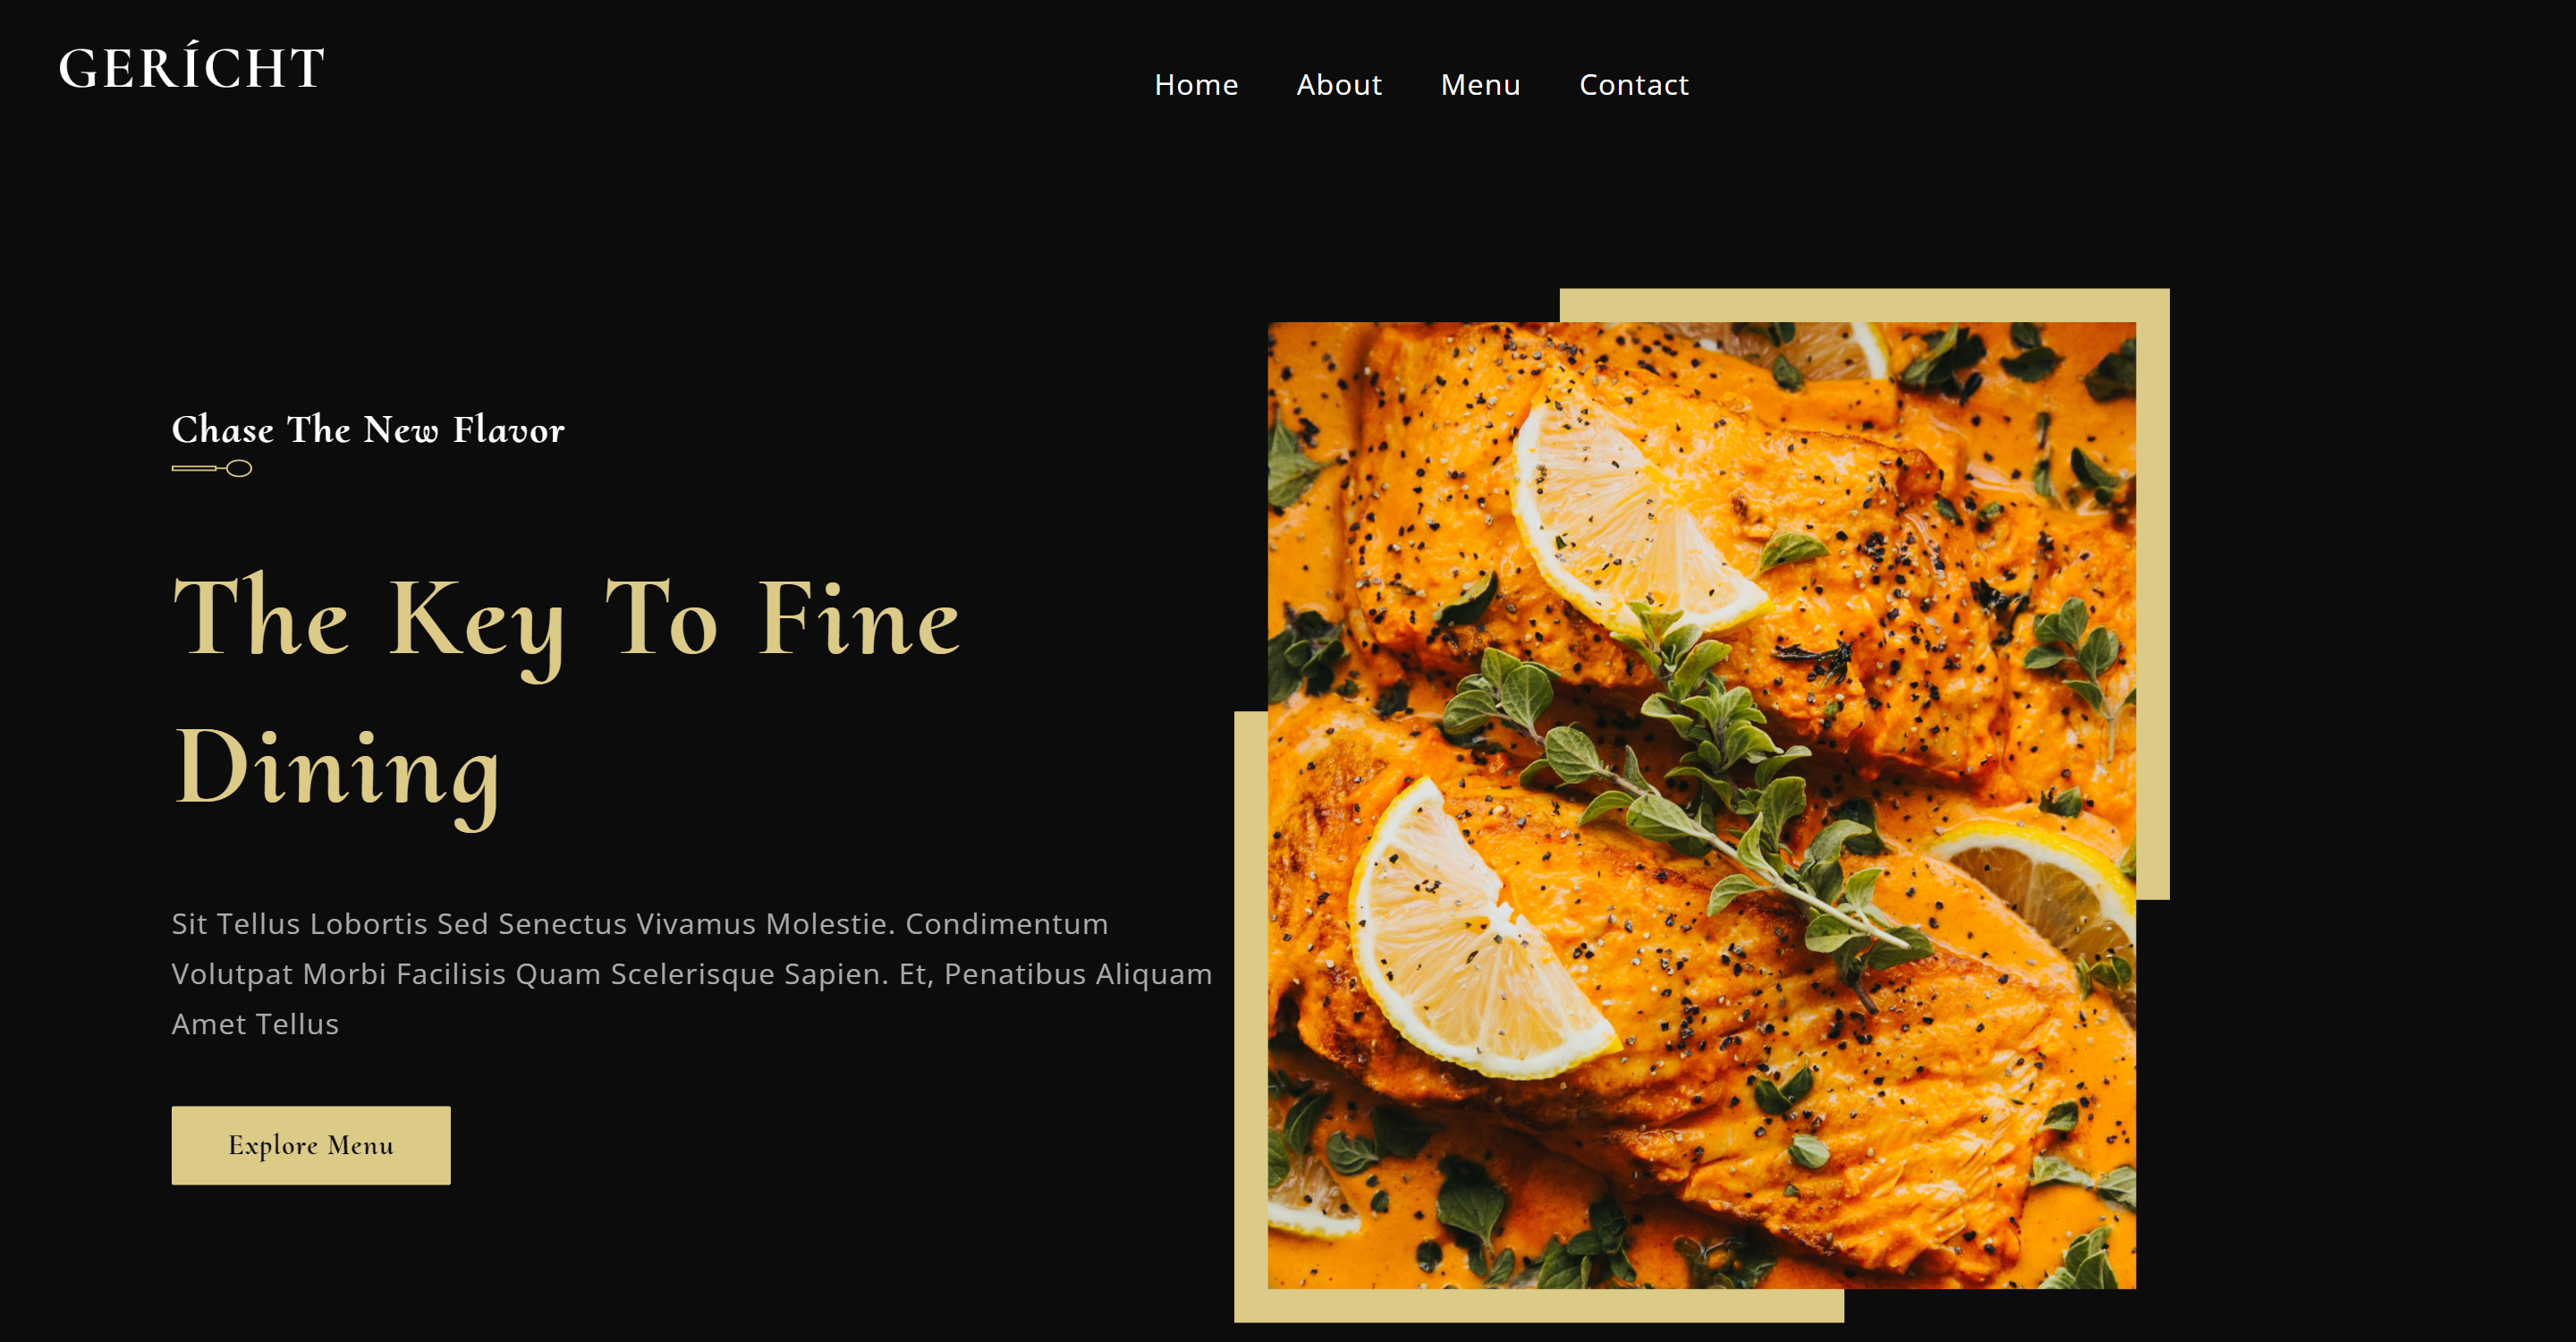 GERÍCHT
Home About Menu Contact
Chase The New Flavor
The Key To Fine
Dining
Sit Tellus Lobortis Sed Senectus Vivamus Molestie. Condimentum
Volutpat Morbi Facilisis Quam Scelerisque Sapien. Et, Penatibus Aliquam
Amet Tellus
Explore Menu